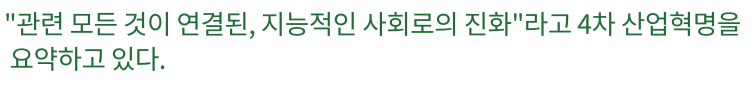 "관련 모든 것이 연결된, 지능적인 사회로의 진화"라고 4차 산업혁명을
요약하고 있다.